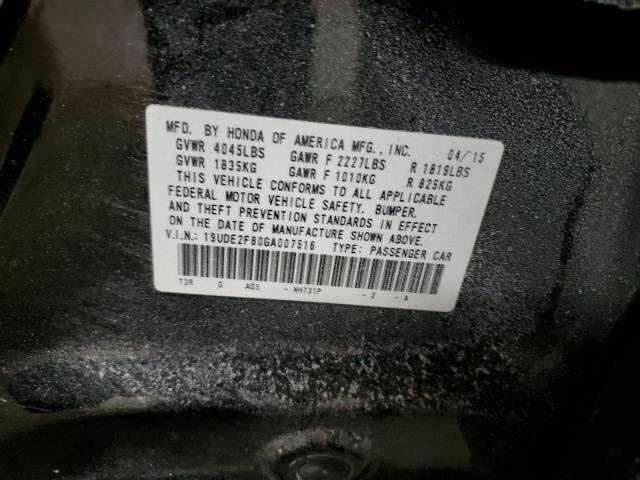 MFD. BY HONDA OF AMERICA MFG., INC. 04/15
GVWR 4045LBS GAWR F 2227LBS R 1819LBS
GVWR 1835KG GAWR F 1010KG R 825KG
THIS VEHICLE CONFORMS TO ALL APPLICABLE
FEDERAL MOTOR VEHICLE SAFETY, BUMPER,
AND THEFT PREVENTION STANDARDS IN EFFECT
ON THE DATE OF MANUFACTURE SHOWN ABOVE.
V.I.N.: 19UDE2F80GA007516 TYPE: PASSENGER CAR
T3R G AGS - NH731P - Z - A